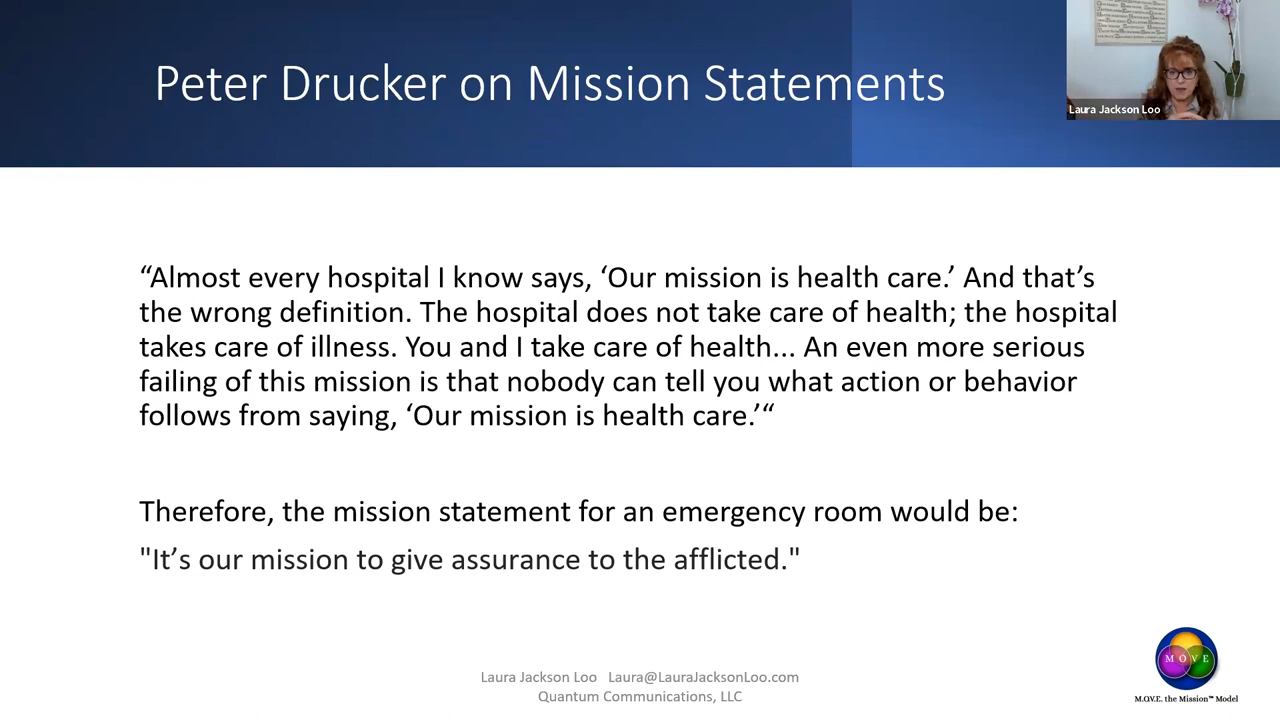 Peter Drucker on Mission Statements
Laura Jackson Loo
“Almost every hospital I know says, ‘Our mission is health care.’ And that’s
the wrong definition. The hospital does not take care of health; the hospital
takes care of illness. You and I take care of health... An even more serious
failing of this mission is that nobody can tell you what action or behavior
follows from saying, ‘Our mission is health care.’“
Therefore, the mission statement for an emergency room would be:
"It’s our mission to give assurance to the afflicted."
Laura Jackson Loo   Laura@LauraJacksonLoo.com
Quantum Communications, LLC
M O V E
M.O.V.E. the Mission™ Model